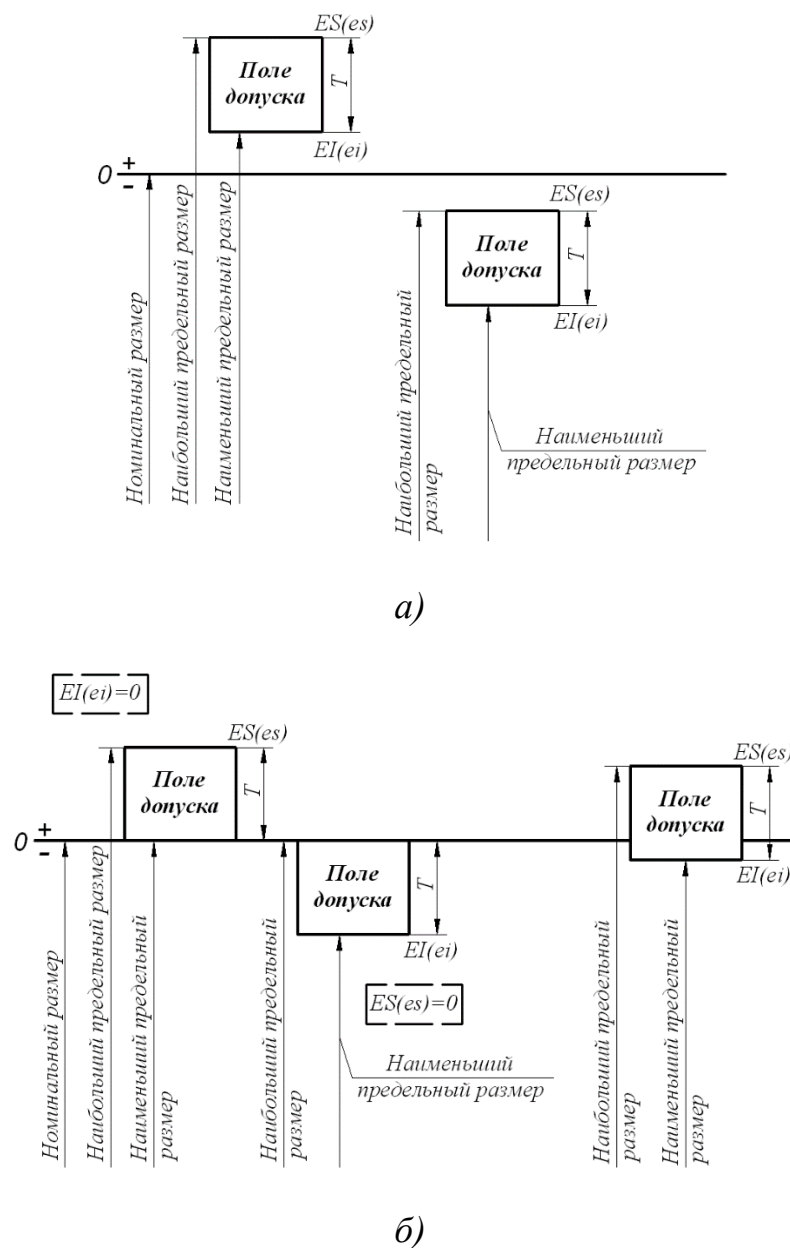 ES(es)
Поле
допуска
T
EI(ei)
0
+
-
ES(es)
Поле
допуска
T
EI(ei)
Номинальный размер
Наибольший предельный размер
Наименьший предельный размер
Наибольший предельный
размер
Наименьший
предельный размер
а)
EI(ei)=0
ES(es)
Поле
допуска
T
ES(es)
Поле
допуска
T
EI(ei)
0
+
-
Поле
допуска
T
EI(ei)
ES(es)=0
Номинальный размер
Наибольший предельный размер
Наименьший предельный
размер
Наибольший предельный
размер
Наименьший
предельный размер
Наибольший предельный
размер
Наименьший предельный
размер
б)